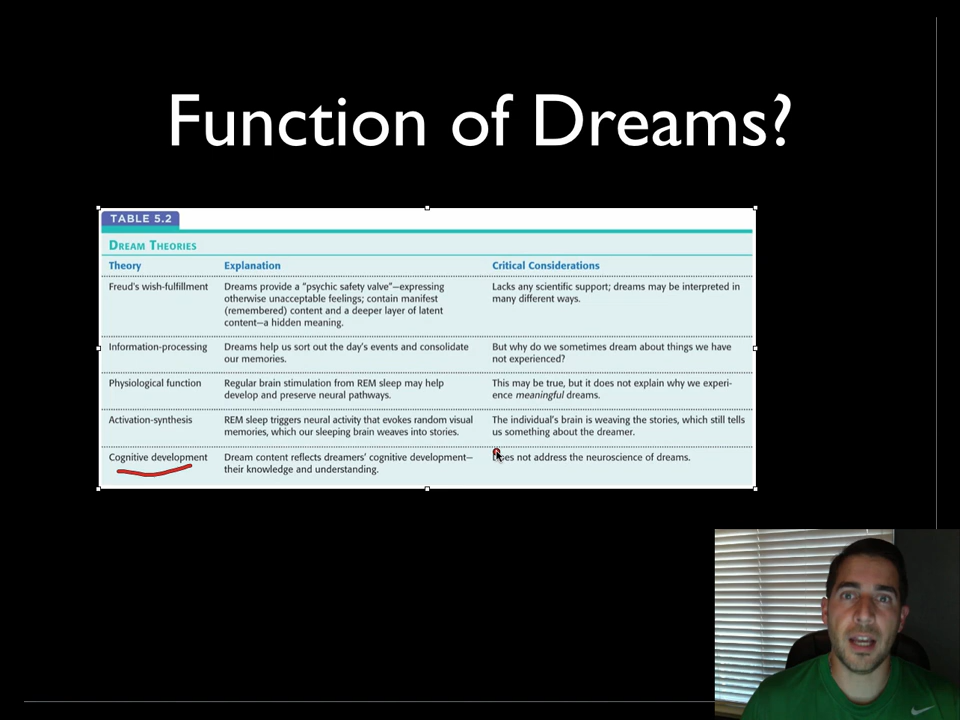 Function of Dreams?
TABLE 5.2
DREAM THEORIES
Theory Explanation Critical Considerations
Freud's wish-fulfillment Dreams provide a "psychic safety valve"—expressing Lacks any scientific support; dreams may be interpreted in
otherwise unacceptable feelings; contain manifest many different ways.
(remembered) content and a deeper layer of latent
content—a hidden meaning.
Information-processing Dreams help us sort out the day's events and consolidate But why do we sometimes dream about things we have
our memories. not experienced?
Physiological function Regular brain stimulation from REM sleep may help This may be true, but it does not explain why we experi-
develop and preserve neural pathways. ence meaningful dreams.
Activation-synthesis REM sleep triggers neural activity that evokes random visual The individual's brain is weaving the stories, which still tells
memories, which our sleeping brain weaves into stories. us something about the dreamer.
Cognitive development Dream content reflects dreamers' cognitive development— Does not address the neuroscience of dreams.
their knowledge and understanding.